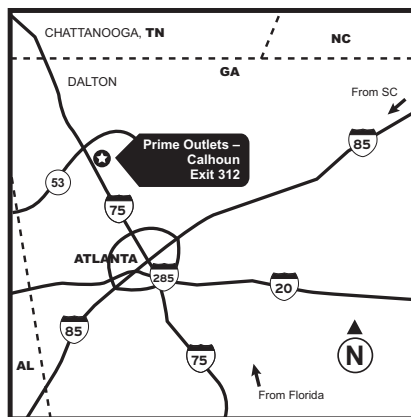 CHATTANOOGA, TN
NC
GA
DALTON
From SC
Prime Outlets –
Calhoun
Exit 312
85
53
75
ATLANTA
285
20
85
N
AL
75
From Florida